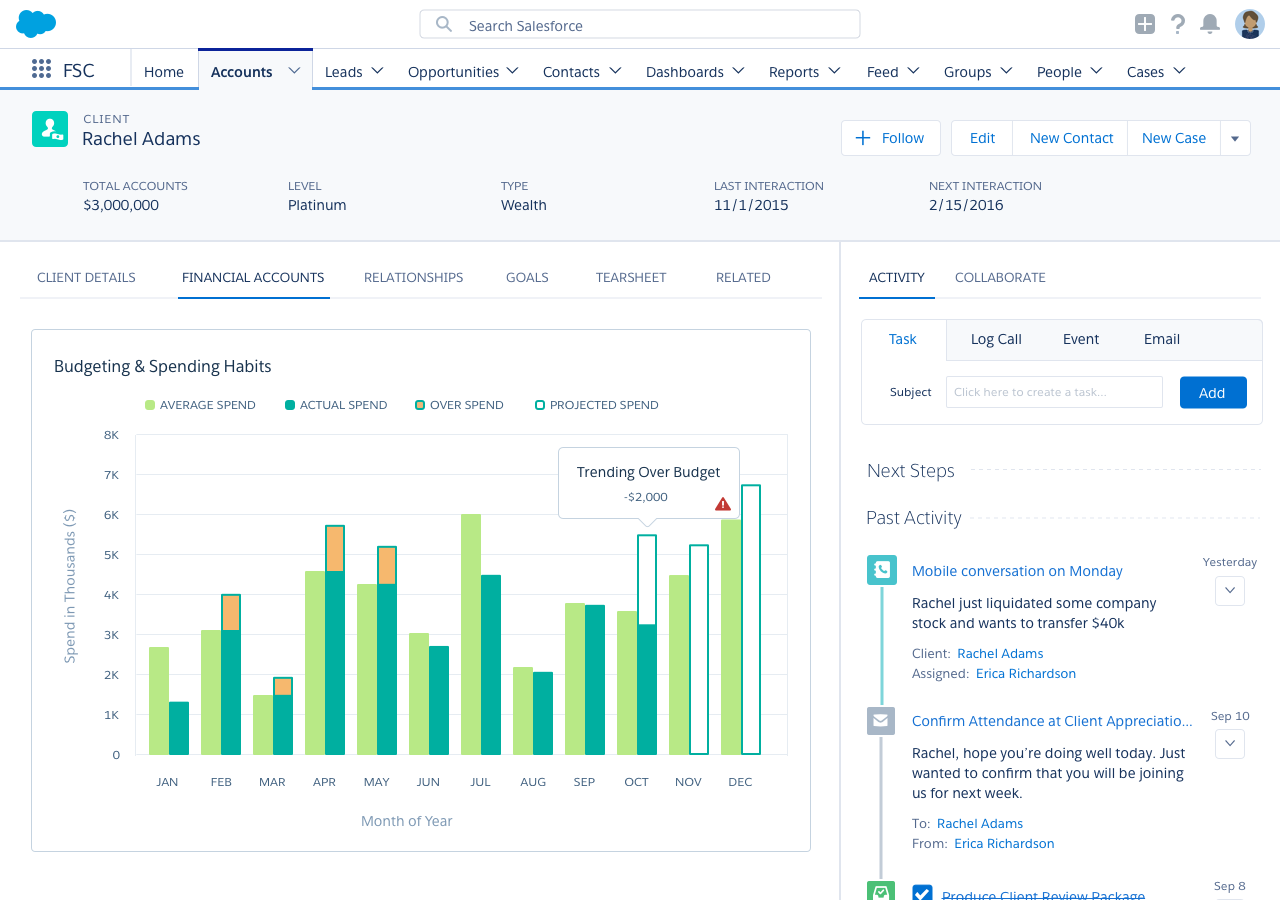 Search Salesforce
FSC
Home Accounts Leads Opportunities Contacts Dashboards Reports Feed Groups People Cases
CLIENT
Rachel Adams
Follow Edit New Contact New Case
TOTAL ACCOUNTS LEVEL TYPE LAST INTERACTION NEXT INTERACTION
$3,000,000 Platinum Wealth 11/1/2015 2/15/2016
CLIENT DETAILS FINANCIAL ACCOUNTS RELATIONSHIPS GOALS TEARSHEET RELATED
Budgeting & Spending Habits
AVERAGE SPEND ACTUAL SPEND OVER SPEND PROJECTED SPEND
8K
7K
6K
5K
4K
3K
2K
1K
0
Spend in Thousands ($)
Trending Over Budget
-$2,000
JAN FEB MAR APR MAY JUN JUL AUG SEP OCT NOV DEC
Month of Year
ACTIVITY COLLABORATE
Task Log Call Event Email
Subject Click here to create a task... Add
Next Steps
Past Activity
Yesterday
Mobile conversation on Monday
Rachel just liquidated some company
stock and wants to transfer $40k
Client: Rachel Adams
Assigned: Erica Richardson
Confirm Attendance at Client Appreciatio... Sep 10
Rachel, hope you're doing well today. Just
wanted to confirm that you will be joining
us for next week.
To: Rachel Adams
From: Erica Richardson
Produce Client Review Package Sep 8